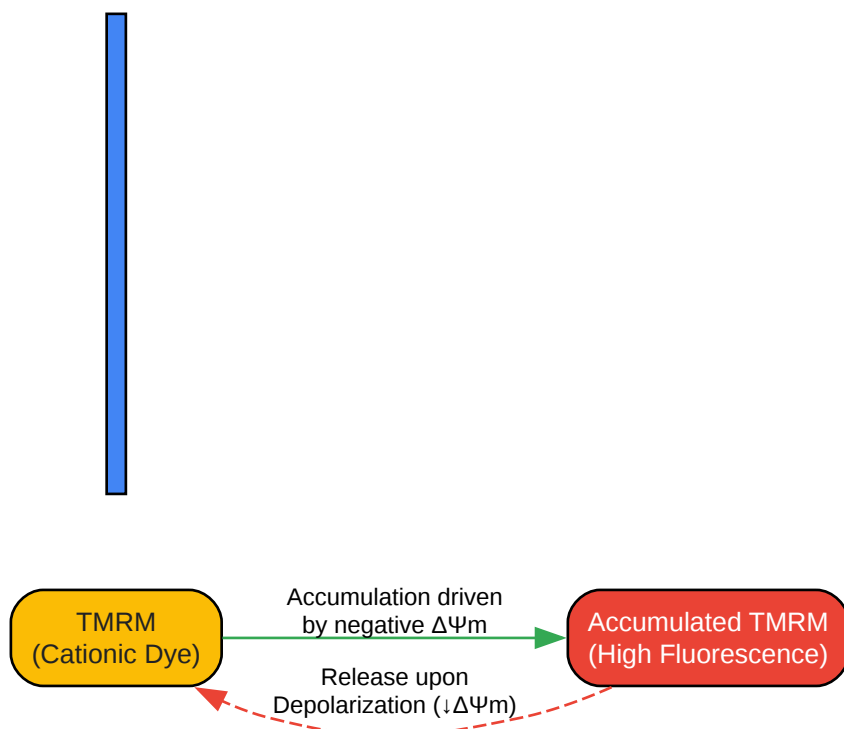 Accumulation driven
by negative ΔΨm
TMRM
(Cationic Dye)
Accumulated TMRM
(High Fluorescence)
Release upon
Depolarization (↓ΔΨm)